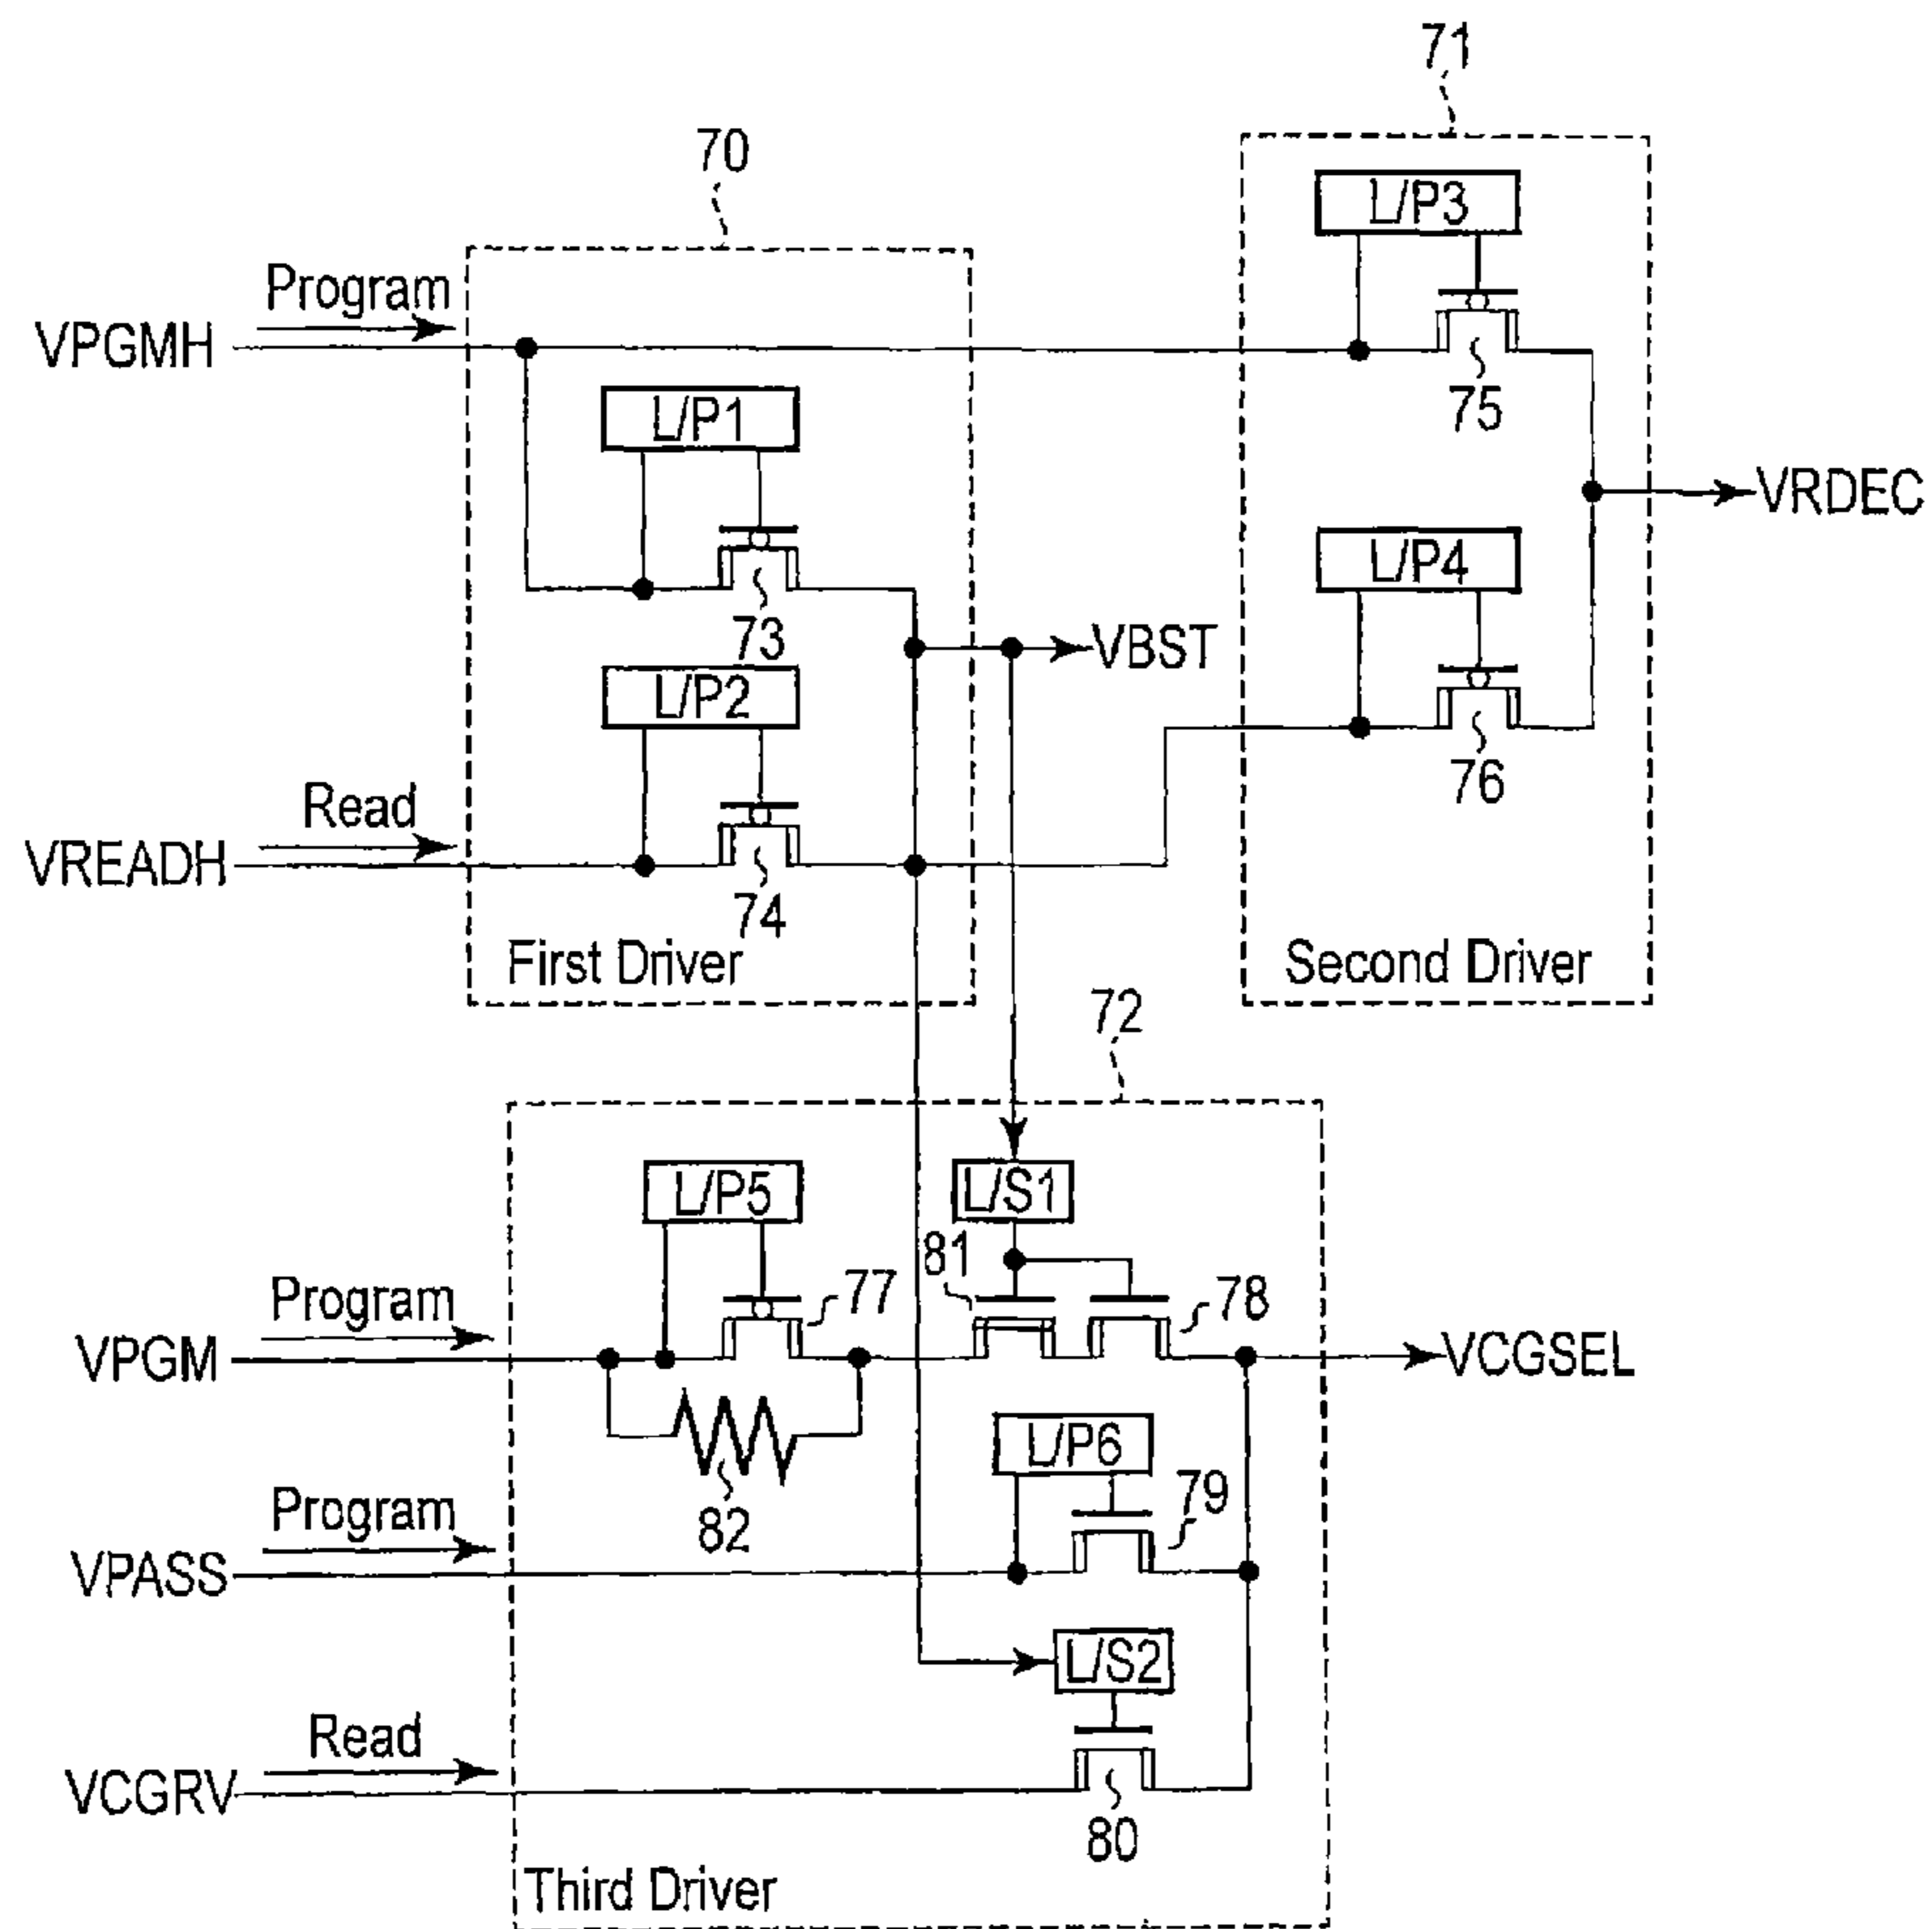 71
70
L/P3
Program
VPGMH
L/P1
75
VRDEC
L/P4
73
VBST
L/P2
76
Read
VREADH
74
First Driver
Second Driver
72
L/P5
L/S1
81
Program
77
78
VPGM
VCGSEL
L/P6
79
Program
82
VPASS
L/S2
Read
VCGRV
80
Third Driver